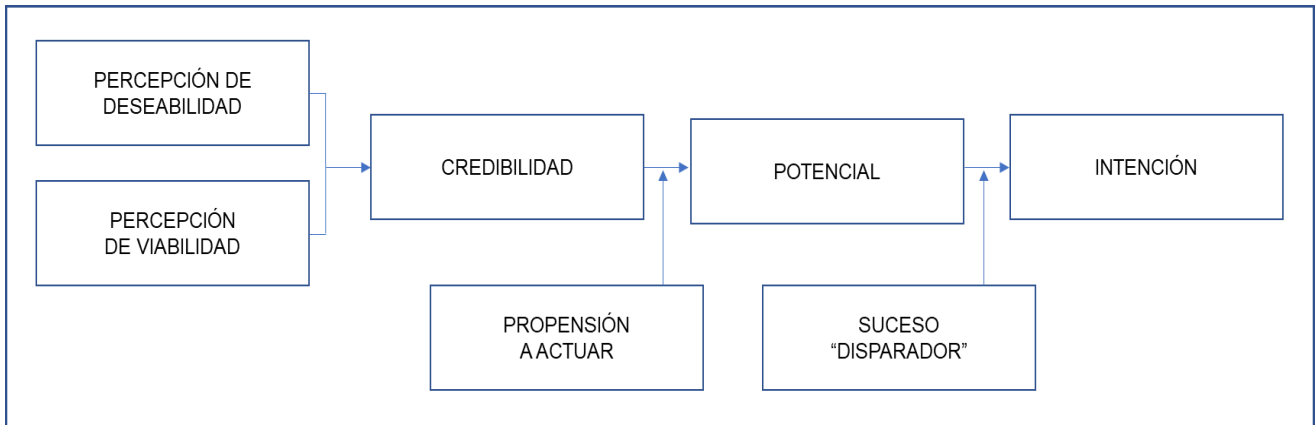 PERCEPCIÓN DE
DESEABILIDAD
PERCEPCIÓN
DE VIABILIDAD
CREDIBILIDAD
POTENCIAL
INTENCIÓN
PROPENSIÓN
A ACTUAR
SUCESO
“DISPARADOR”